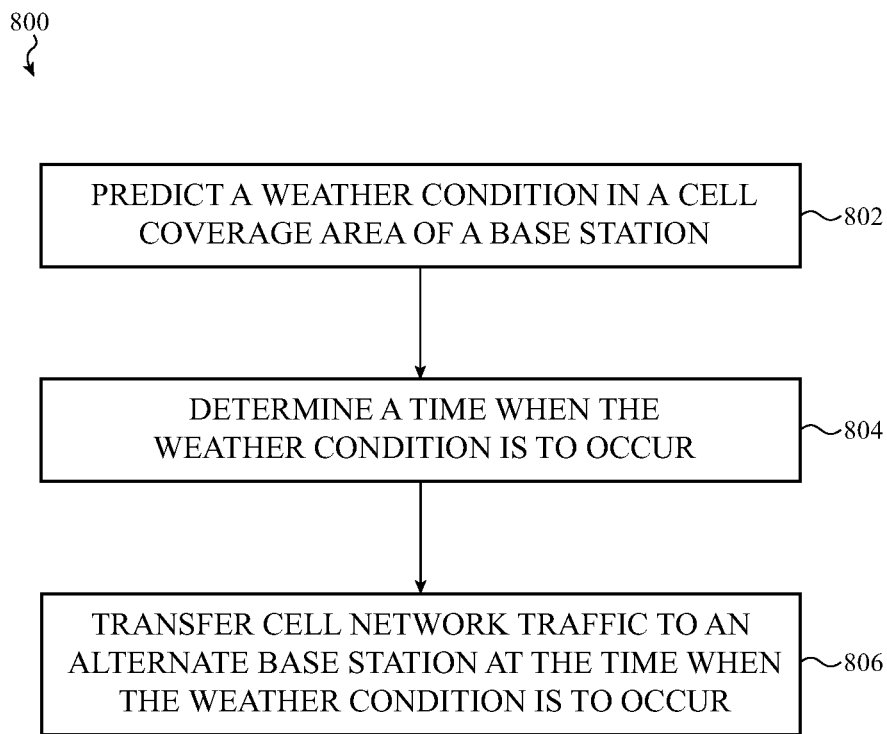 800
PREDICT A WEATHER CONDITION IN A CELL
COVERAGE AREA OF A BASE STATION
802
DETERMINE A TIME WHEN THE
WEATHER CONDITION IS TO OCCUR
804
TRANSFER CELL NETWORK TRAFFIC TO AN
ALTERNATE BASE STATION AT THE TIME WHEN
THE WEATHER CONDITION IS TO OCCUR
806